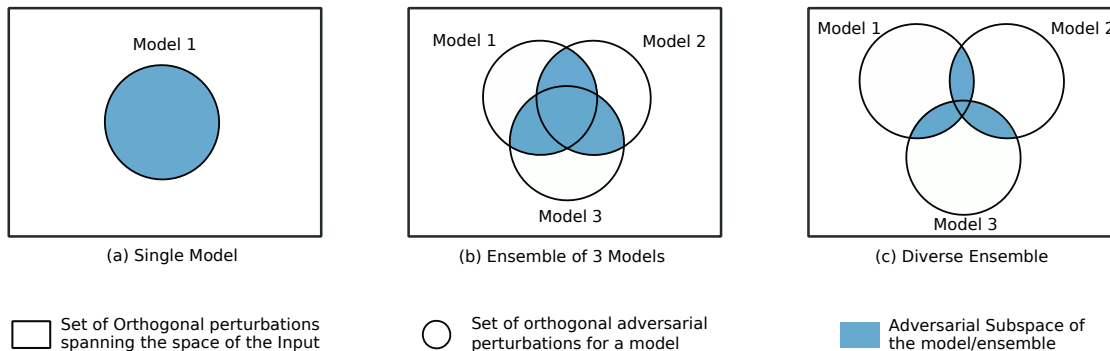 Model 1
(a) Single Model
Model 1
Model 2
Model 3
(b) Ensemble of 3 Models
Model 1
Model 2
Model 3
(c) Diverse Ensemble
Set of Orthogonal perturbations
spanning the space of the Input
Set of orthogonal adversarial
perturbations for a model
Adversarial Subspace of
the model/ensemble